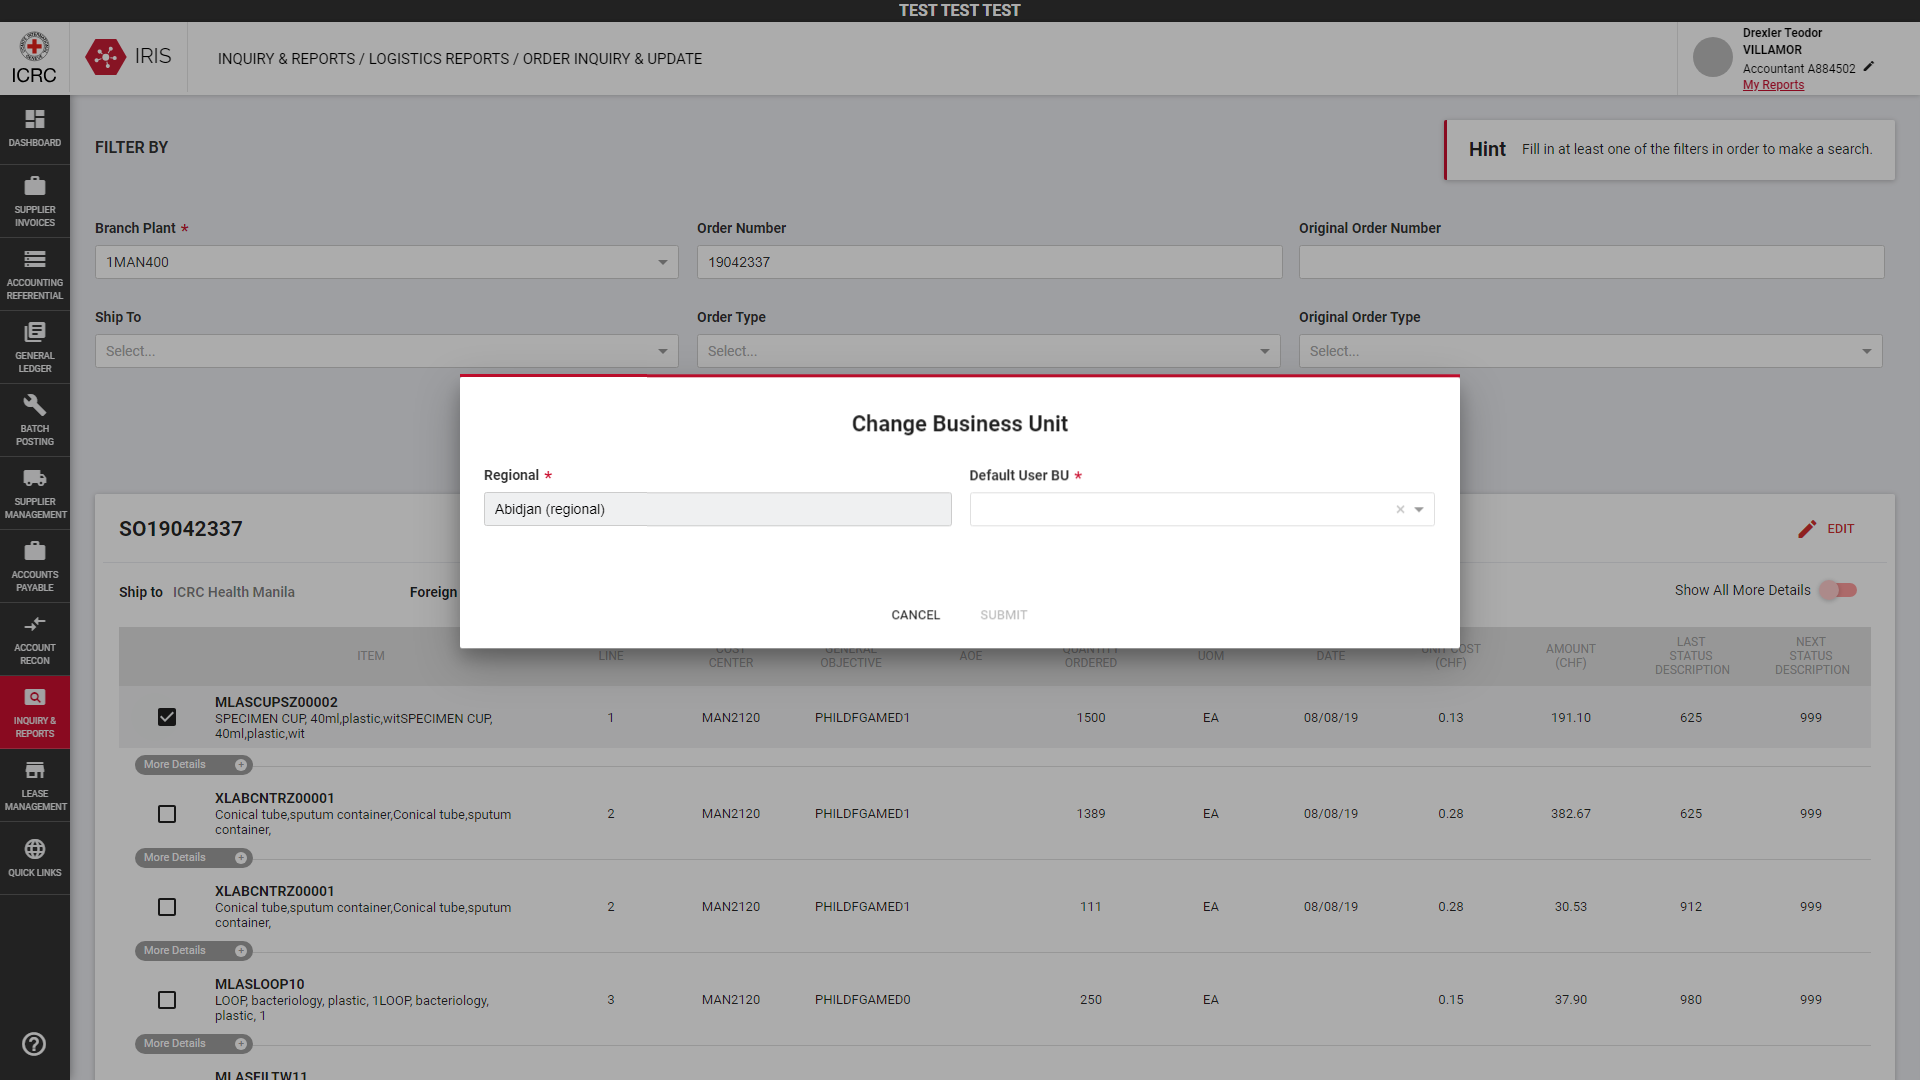 TEST TEST TEST
ICRC
IRIS
INQUIRY & REPORTS / LOGISTICS REPORTS / ORDER INQUIRY & UPDATE
Drexler Teodor
VILLAMOR
Accountant A884502
My Reports
DASHBOARD
SUPPLIER
INVOICES
ACCOUNTING
REFERENTIAL
GENERAL
LEDGER
BATCH
POSTING
SUPPLIER
MANAGEMENT
ACCOUNTS
PAYABLE
ACCOUNT
RECON
INQUIRY &
REPORTS
LEASE
MANAGEMENT
QUICK LINKS
FILTER BY
Hint Fill in at least one of the filters in order to make a search.
Branch Plant * Order Number Original Order Number
1MAN400 19042337
Ship To Order Type Original Order Type
Select... Select... Select...
Change Business Unit
Regional * Default User BU *
Abidjan (regional)
CANCEL SUBMIT
SO19042337 EDIT
Ship to ICRC Health Manila Foreign Show All More Details
ITEM LINE COST CENTER GENERAL OBJECTIVE AOE QUANTITY ORDERED UOM DATE UNIT COST (CHF) AMOUNT (CHF) LAST STATUS DESCRIPTION NEXT STATUS DESCRIPTION
MLASCUPSZ00002
SPECIMEN CUP, 40ml,plastic,witSPECIMEN CUP, 1 MAN2120 PHILDFGAMED1 1500 EA 08/08/19 0.13 191.10 625 999
40ml,plastic,wit
More Details
XLABCNTRZ00001
Conical tube,sputum container,Conical tube,sputum 2 MAN2120 PHILDFGAMED1 1389 EA 08/08/19 0.28 382.67 625 999
container,
More Details
XLABCNTRZ00001
Conical tube,sputum container,Conical tube,sputum 2 MAN2120 PHILDFGAMED1 111 EA 08/08/19 0.28 30.53 912 999
container,
More Details
MLASLOOP10
LOOP, bacteriology, plastic, 1LOOP, bacteriology, 3 MAN2120 PHILDFGAMED0 250 EA 0.15 37.90 980 999
plastic, 1
More Details
MLASFILTW11